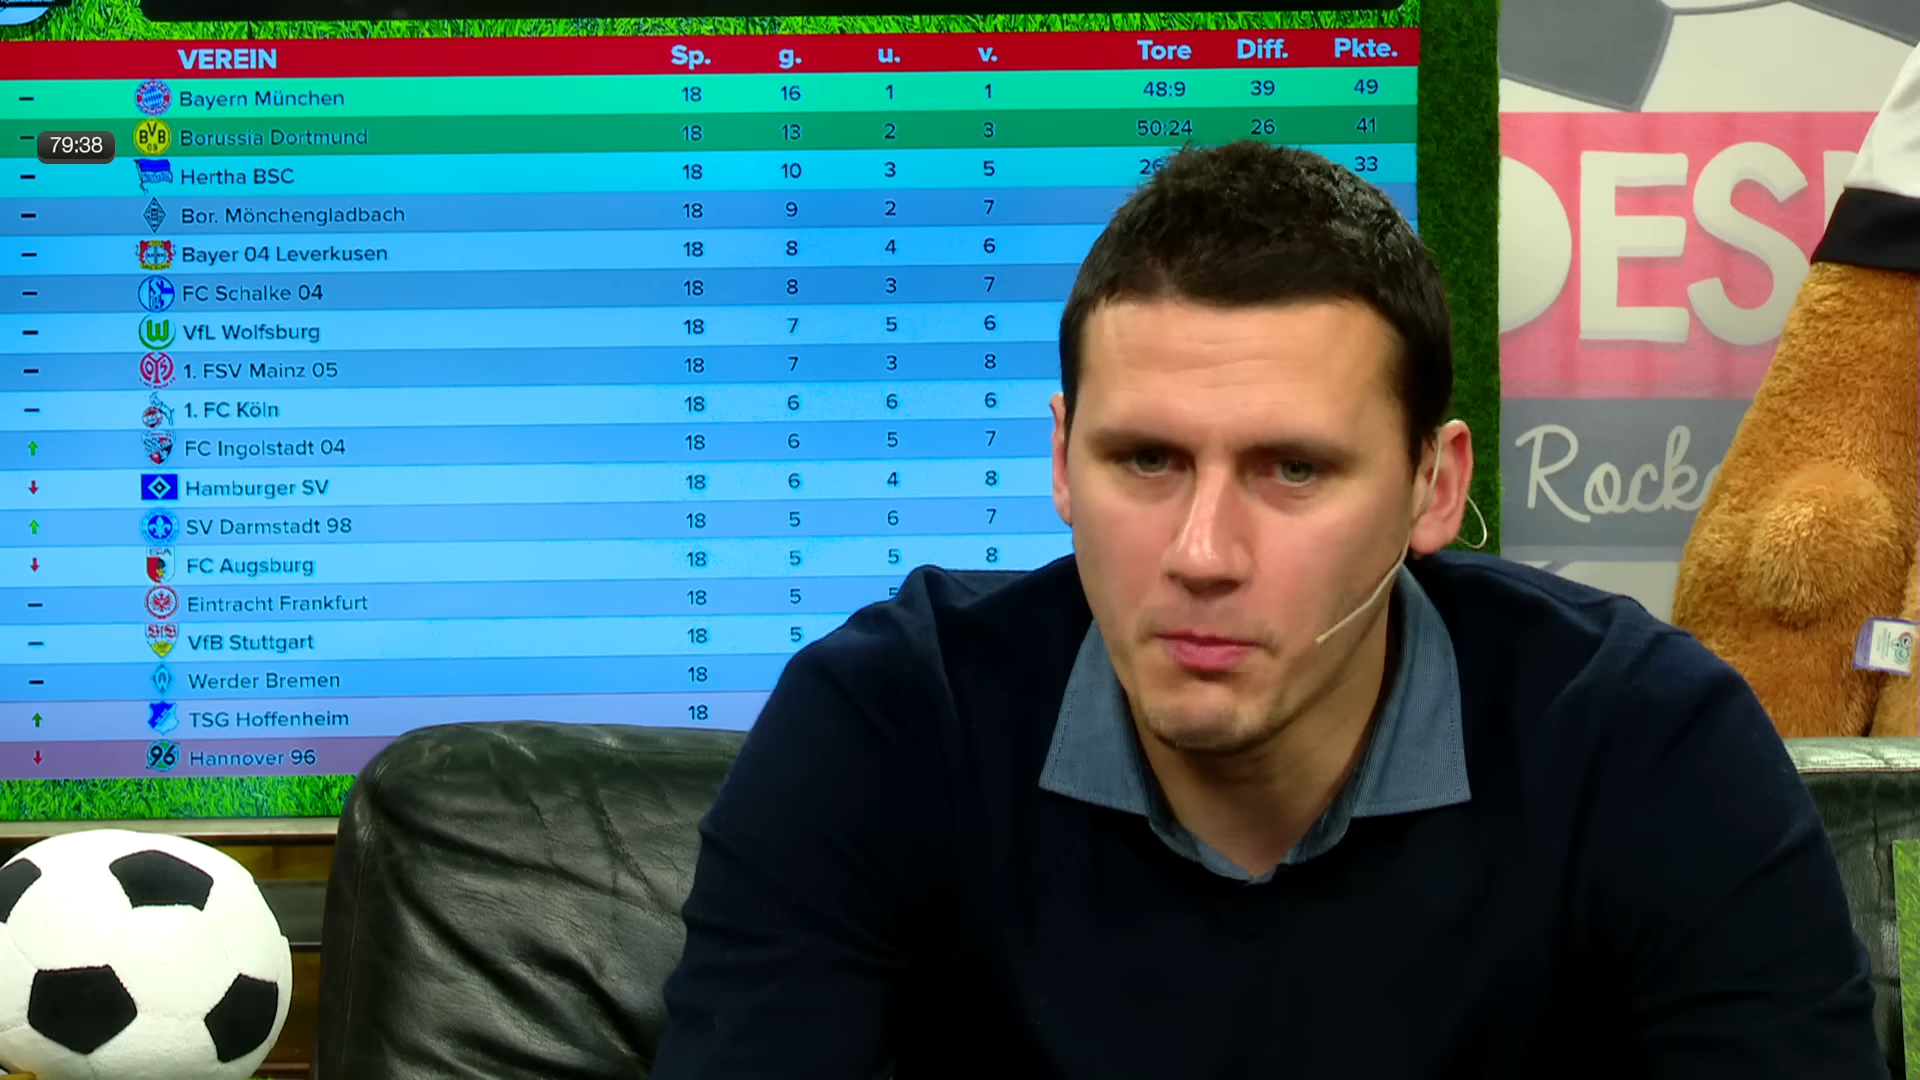 VEREIN Sp. g. u. v. Tore Diff. Pkte.
Bayern München 18 16 1 1 48:9 39 49
Borussia Dortmund 18 13 2 3 50:24 26 41
79:38
Hertha BSC 18 10 3 5 26 33
Bor. Mönchengladbach 18 9 2 7
Bayer 04 Leverkusen 18 8 4 6
FC Schalke 04 18 8 3 7
VfL Wolfsburg 18 7 5 6
1. FSV Mainz 05 18 7 3 8
1. FC Köln 18 6 6 6
FC Ingolstadt 04 18 6 5 7
Hamburger SV 18 6 4 8
SV Darmstadt 98 18 5 6 7
FC Augsburg 18 5 5 8
Eintracht Frankfurt 18 5
VfB Stuttgart 18 5
Werder Bremen 18
TSG Hoffenheim 18
Hannover 96
BVB
09
96
DES
Rock